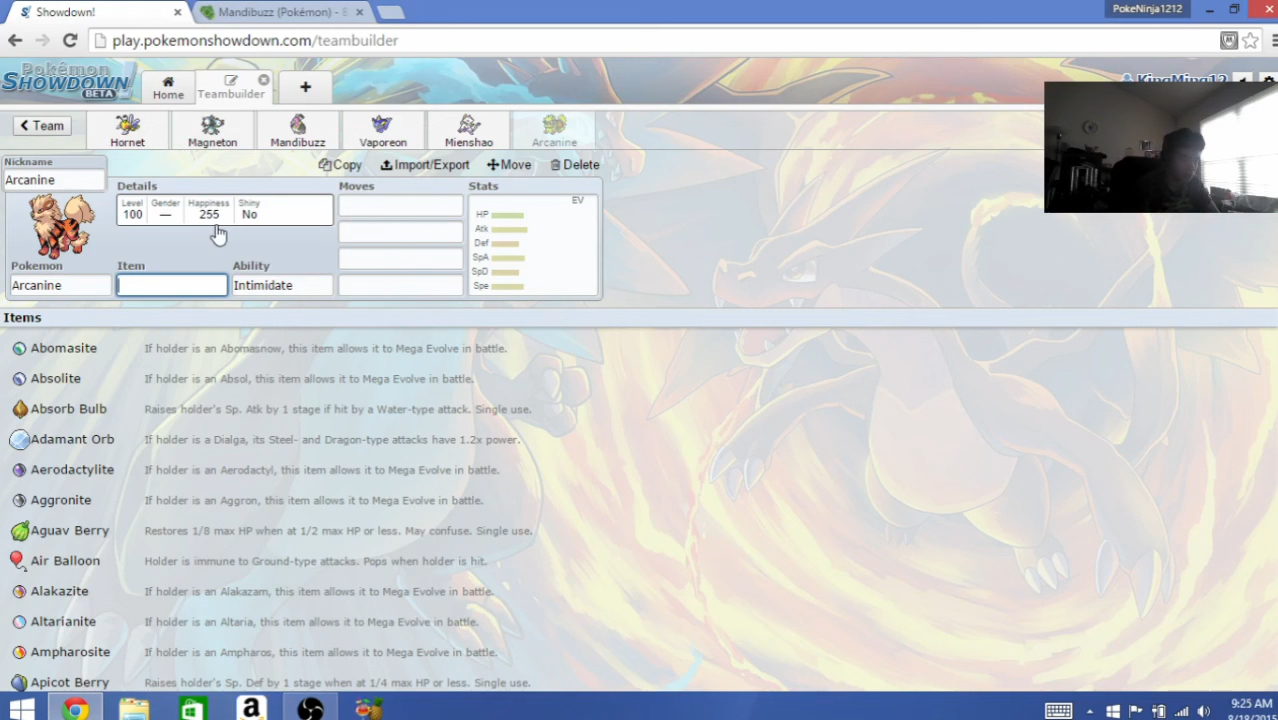 Showdown!
Mandibuzz (Pokémon) -
PokeNinja1212
play.pokemonshowdown.com/teambuilder
Pokémon
SHOWDOWN
BETA
Home
Teambuilder
KingMing12
< Team
Hornet
Magneton
Mandibuzz
Vaporeon
Mienshao
Arcanine
Nickname
Arcanine
Copy
Import/Export
Move
Delete
Details
Moves
Stats
Level
Gender
Happiness
Shiny
100
—
255
No
EV
HP
Atk
Def
SpA
SpD
Spe
Pokemon
Item
Ability
Arcanine
Intimidate
Items
Abomasite If holder is an Abomasnow, this item allows it to Mega Evolve in battle.
Absolite If holder is an Absol, this item allows it to Mega Evolve in battle.
Absorb Bulb Raises holder's Sp. Atk by 1 stage if hit by a Water-type attack. Single use.
Adamant Orb If holder is a Dialga, its Steel- and Dragon-type attacks have 1.2x power.
Aerodactylite If holder is an Aerodactyl, this item allows it to Mega Evolve in battle.
Aggronite If holder is an Aggron, this item allows it to Mega Evolve in battle.
Aguav Berry Restores 1/8 max HP when at 1/2 max HP or less. May confuse. Single use.
Air Balloon Holder is immune to Ground-type attacks. Pops when holder is hit.
Alakazite If holder is an Alakazam, this item allows it to Mega Evolve in battle.
Altarianite If holder is an Altaria, this item allows it to Mega Evolve in battle.
Ampharosite If holder is an Ampharos, this item allows it to Mega Evolve in battle.
Apicot Berry Raises holder's Sp. Def by 1 stage when at 1/4 max HP or less. Single use.
9:25 AM